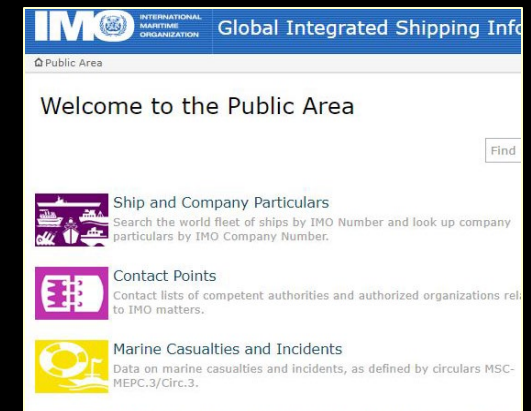 IMO INTERNATIONAL
MARITIME
ORGANIZATION
Global Integrated Shipping Info
Public Area
Welcome to the Public Area
Find
Ship and Company Particulars
Search the world fleet of ships by IMO Number and look up company
particulars by IMO Company Number.
Contact Points
Contact lists of competent authorities and authorized organizations rel
to IMO matters.
Marine Casualties and Incidents
Data on marine casualties and incidents, as defined by circulars MSC-
MEPC.3/Circ.3.